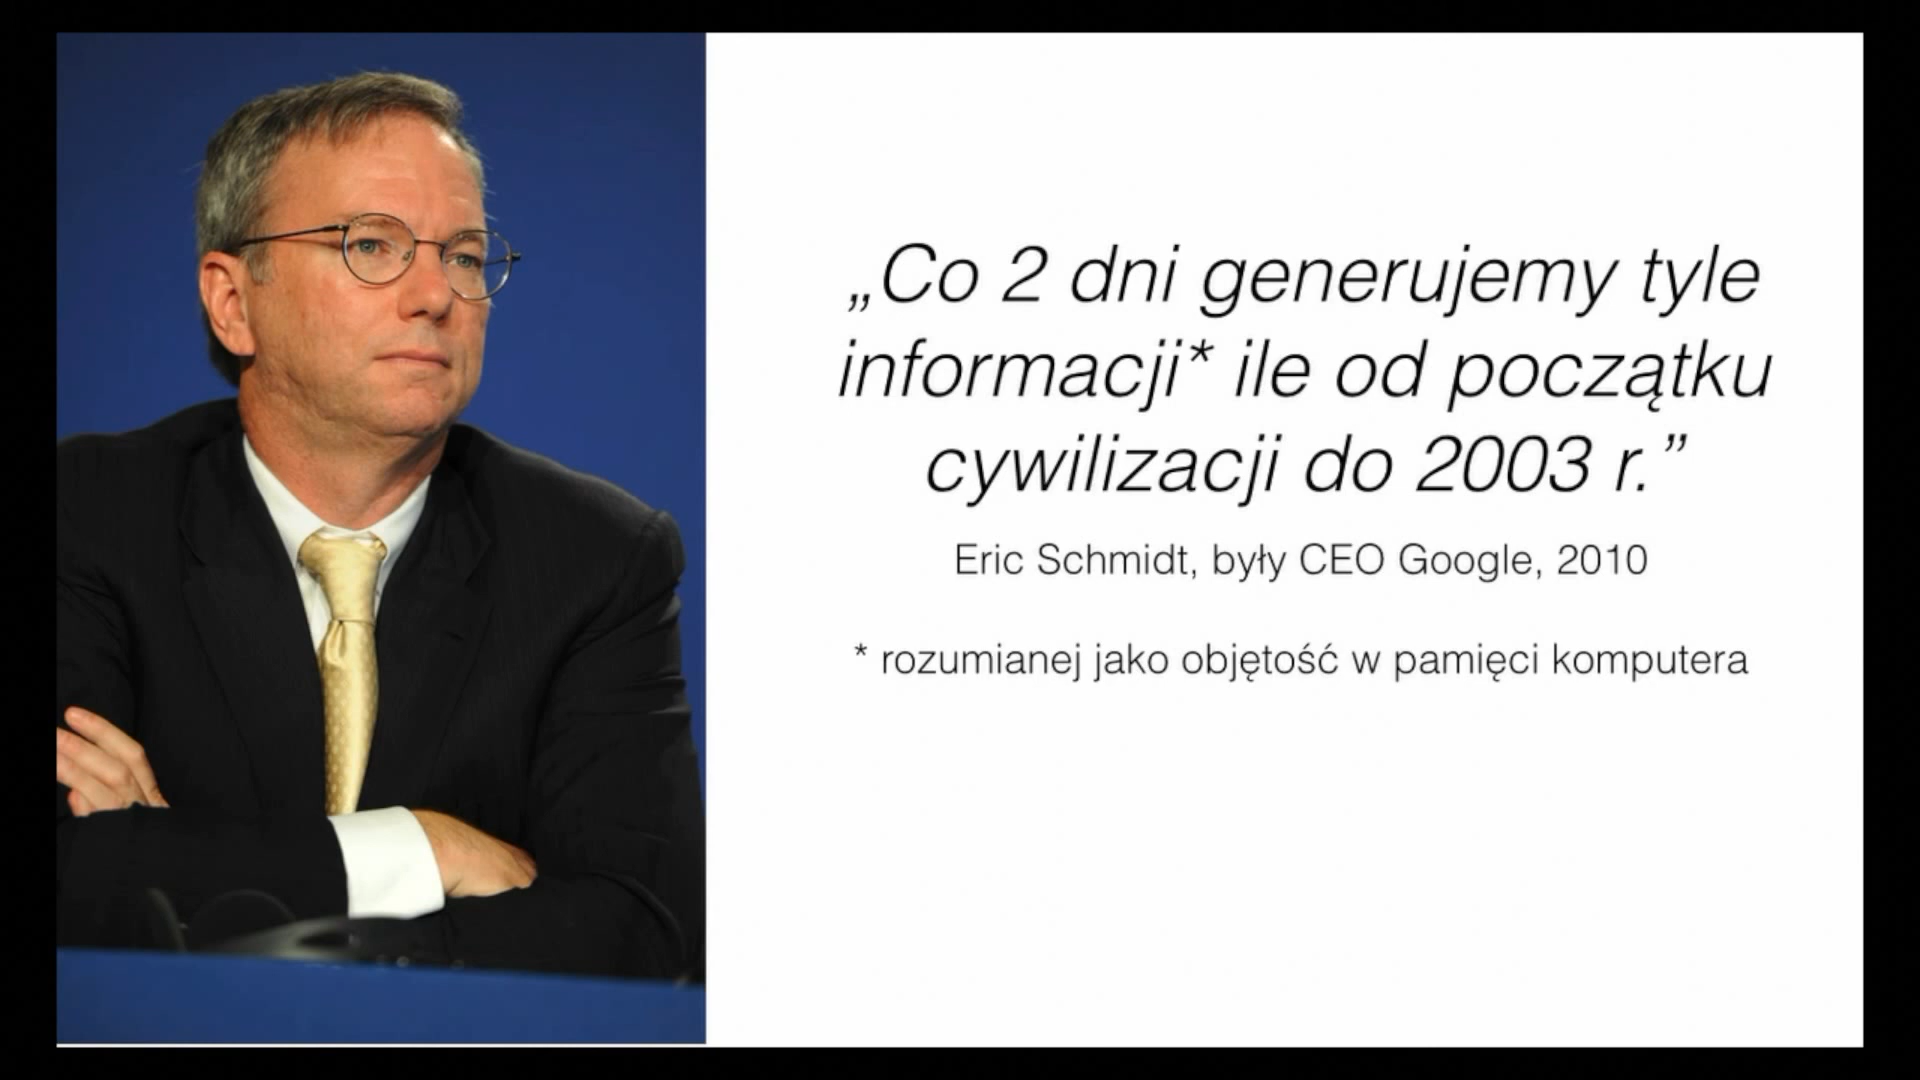 „Co 2 dni generujemy tyle
informacji* ile od początku
cywilizacji do 2003 r.”
Eric Schmidt, były CEO Google, 2010
* rozumianej jako objętość w pamięci komputera